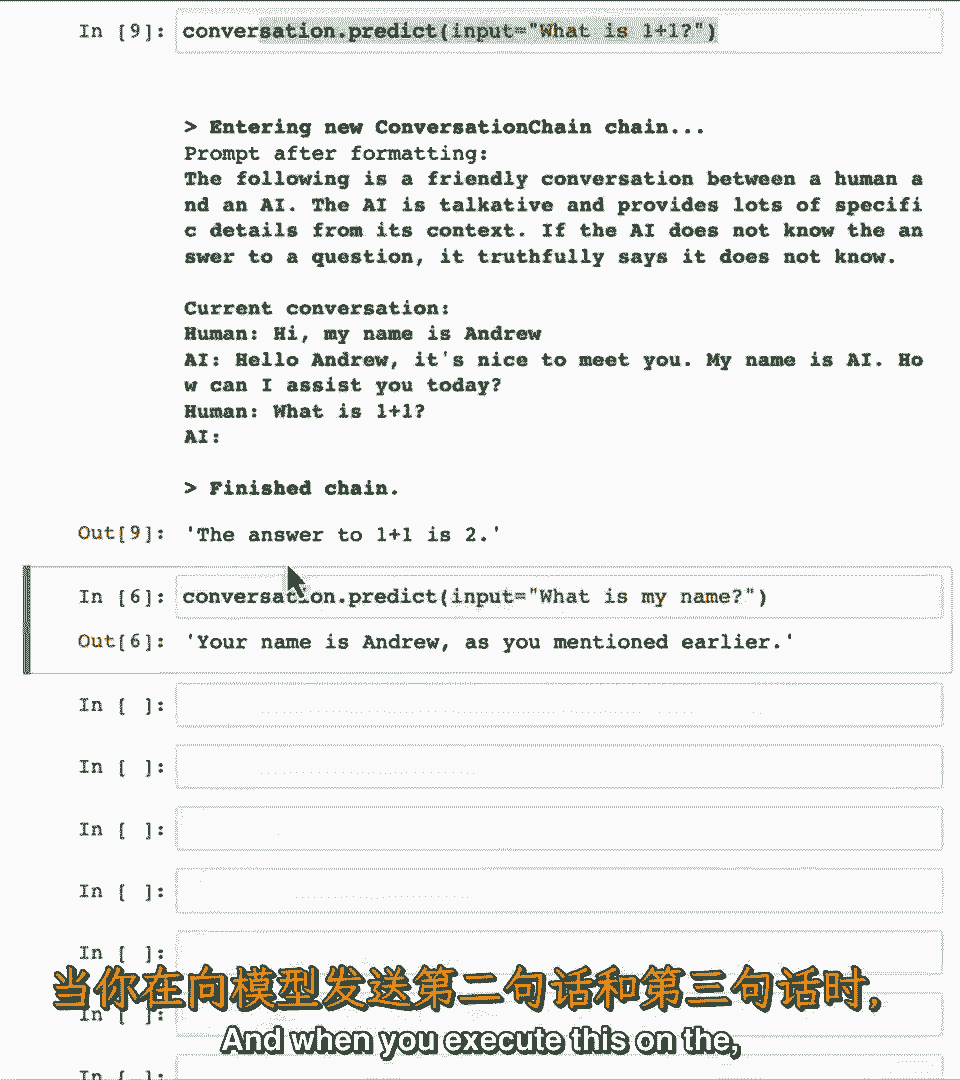 In [9]: conversation.predict(input="What is 1+1?")
> Entering new ConversationChain chain...
Prompt after formatting:
The following is a friendly conversation between a human a
nd an AI. The AI is talkative and provides lots of specifi
c details from its context. If the AI does not know the an
swer to a question, it truthfully says it does not know.
Current conversation:
Human: Hi, my name is Andrew
AI: Hello Andrew, it's nice to meet you. My name is AI. Ho
w can I assist you today?
Human: What is 1+1?
AI:
> Finished chain.
Out[9]: 'The answer to 1+1 is 2.'
In [6]: conversation.predict(input="What is my name?")
Out[6]: 'Your name is Andrew, as you mentioned earlier.'
In [ ]:
In [ ]:
In [ ]:
In [ ]:
In [ ]:
当你在向模型发送第二句话和第三句话时,
In [ ]:
And when you execute this on the,
In [ ]: